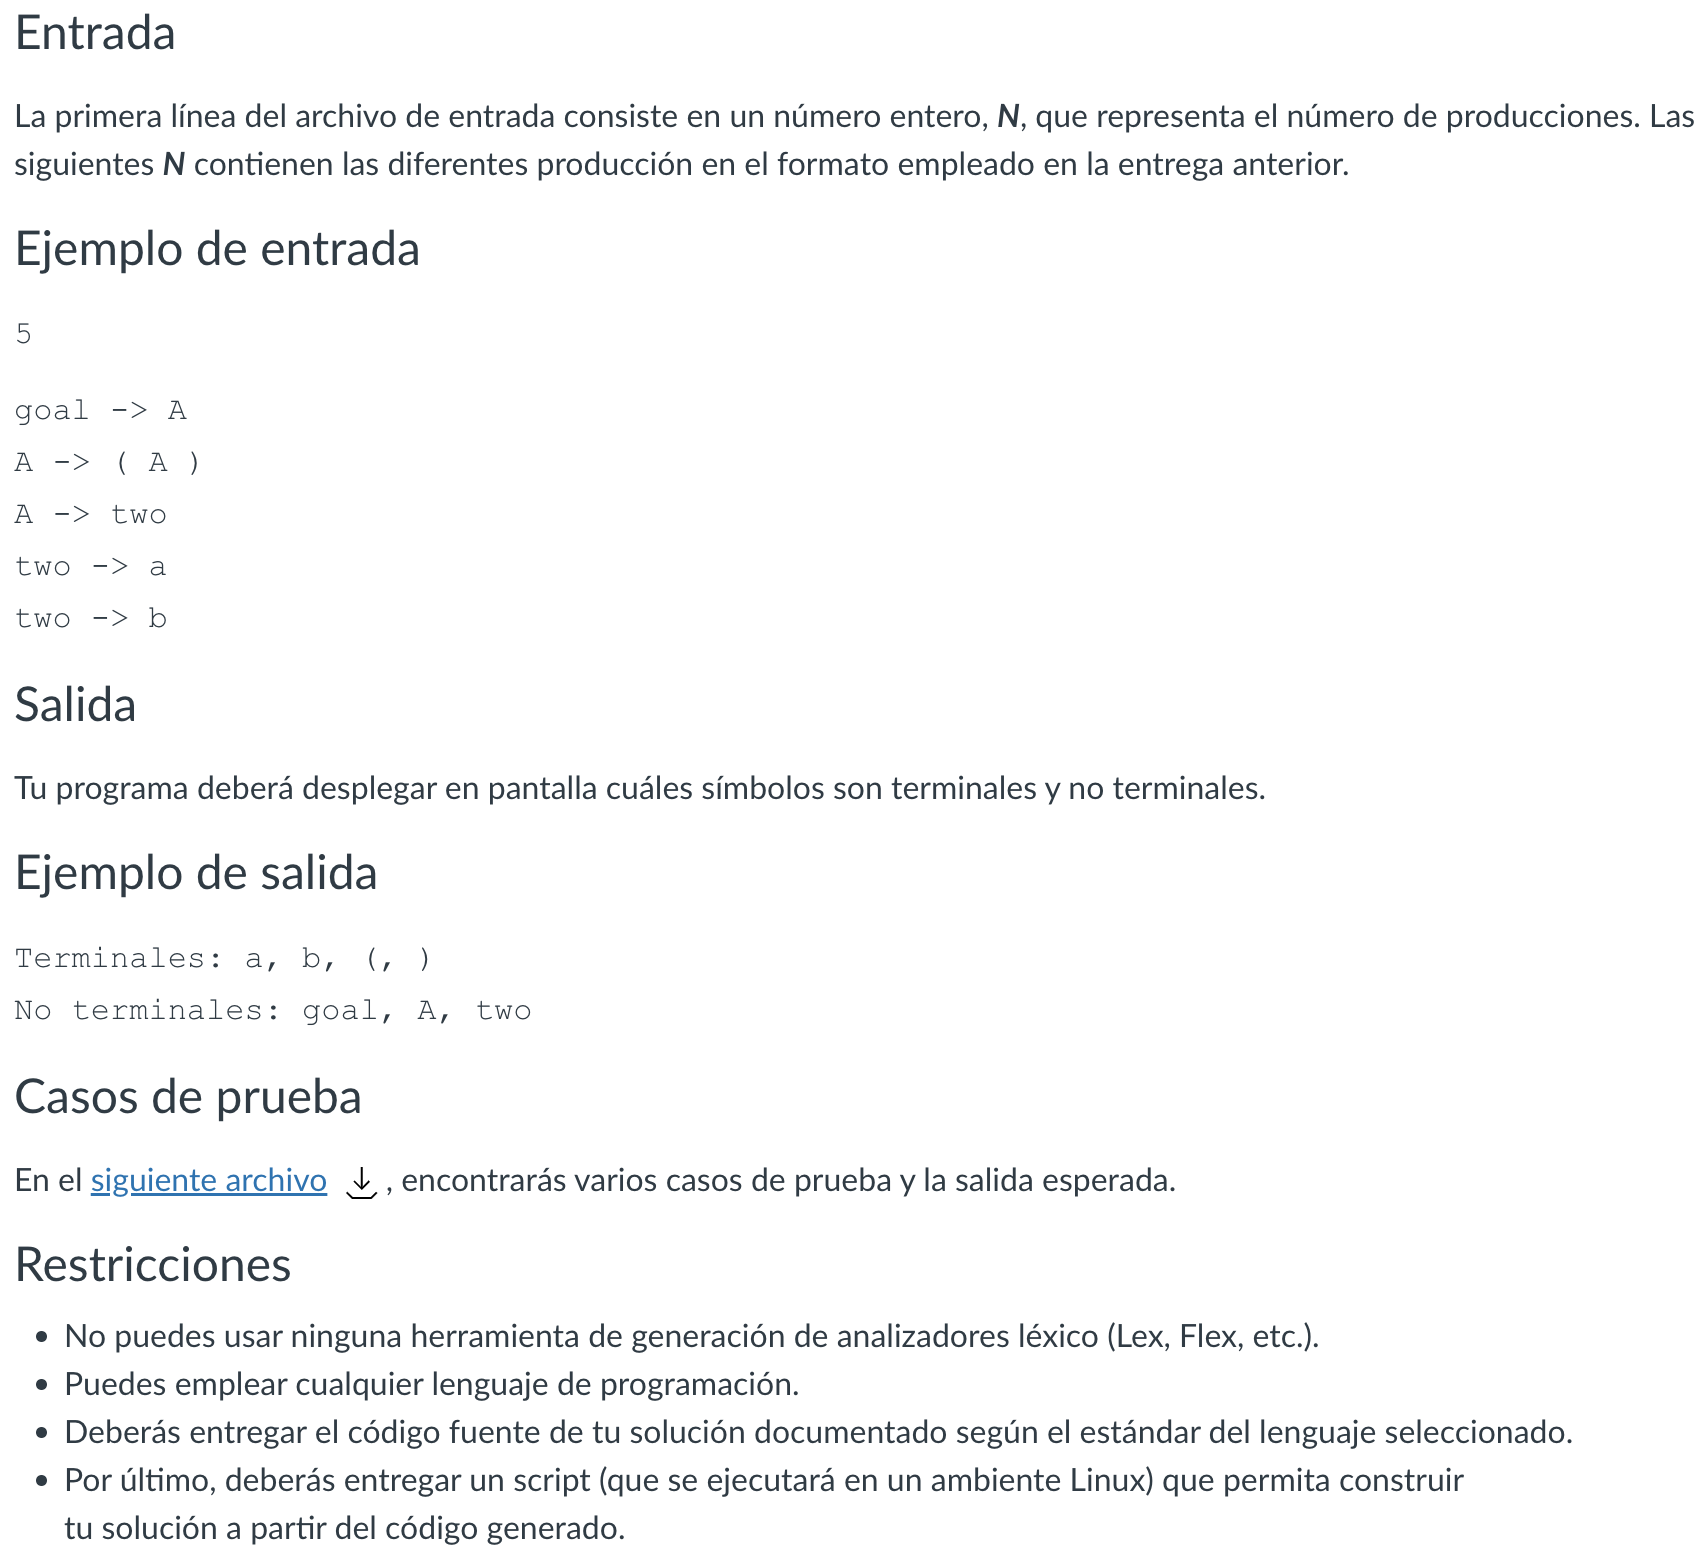 Entrada
La primera línea del archivo de entrada consiste en un número entero, N, que representa el número de producciones. Las
siguientes N contienen las diferentes producción en el formato empleado en la entrega anterior.
Ejemplo de entrada
5
goal -> A
A -> ( A )
A -> two
two -> a
two -> b
Salida
Tu programa deberá desplegar en pantalla cuáles símbolos son terminales y no terminales.
Ejemplo de salida
Terminales: a, b, (, )
No terminales: goal, A, two
Casos de prueba
En el siguiente archivo , encontrarás varios casos de prueba y la salida esperada.
Restricciones
• No puedes usar ninguna herramienta de generación de analizadores léxico (Lex, Flex, etc.).
• Puedes emplear cualquier lenguaje de programación.
• Deberás entregar el código fuente de tu solución documentado según el estándar del lenguaje seleccionado.
• Por último, deberás entregar un script (que se ejecutará en un ambiente Linux) que permita construir
tu solución a partir del código generado.